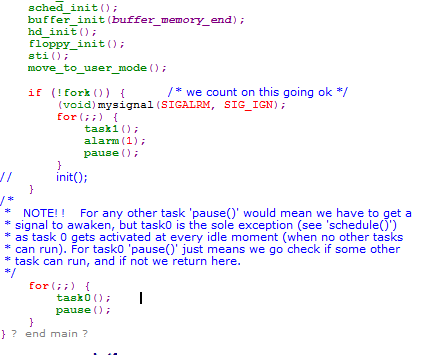 sched_init();
buffer_init(buffer_memory_end);
hd_init();
floppy_init();
sti();
move_to_user_mode();
if (!fork()) { /* we count on this going ok */
(void)mysignal(SIGALRM, SIG_IGN);
for(;;) {
task1();
alarm(1);
pause();
}
// init();
}
/*
* NOTE!! For any other task 'pause()' would mean we have to get a
* signal to awaken, but task0 is the sole exception (see 'schedule()')
* as task 0 gets activated at every idle moment (when no other tasks
* can run). For task0 'pause()' just means we go check if some other
* task can run, and if not we return here.
*/
for(;;) {
task0();
pause();
}
} ? end main ?